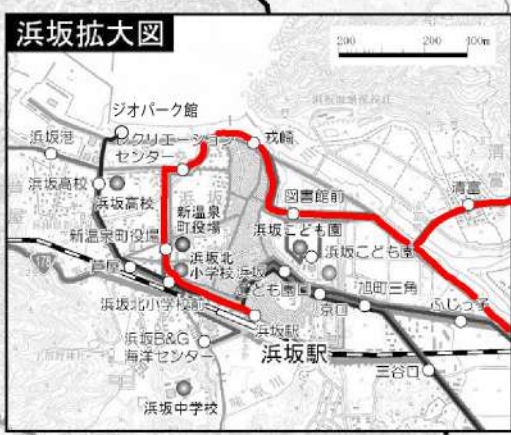 浜坂拡大図
200
200
400m
ジオパーク館
浜坂港
レクリエーション
センター
戎崎
浜坂高校
浜坂高校
図書館前
清富
清富
新温泉
町役場
浜坂こども園
浜坂こども園
新温泉町役場
芦屋
浜坂北
小学校
浜坂
こども園口
旭町三角
ふじっ子
浜坂北小学校前
京口
浜坂駅
浜坂駅
浜坂B&G
海洋センター
三谷口
浜坂中学校
178
味原川